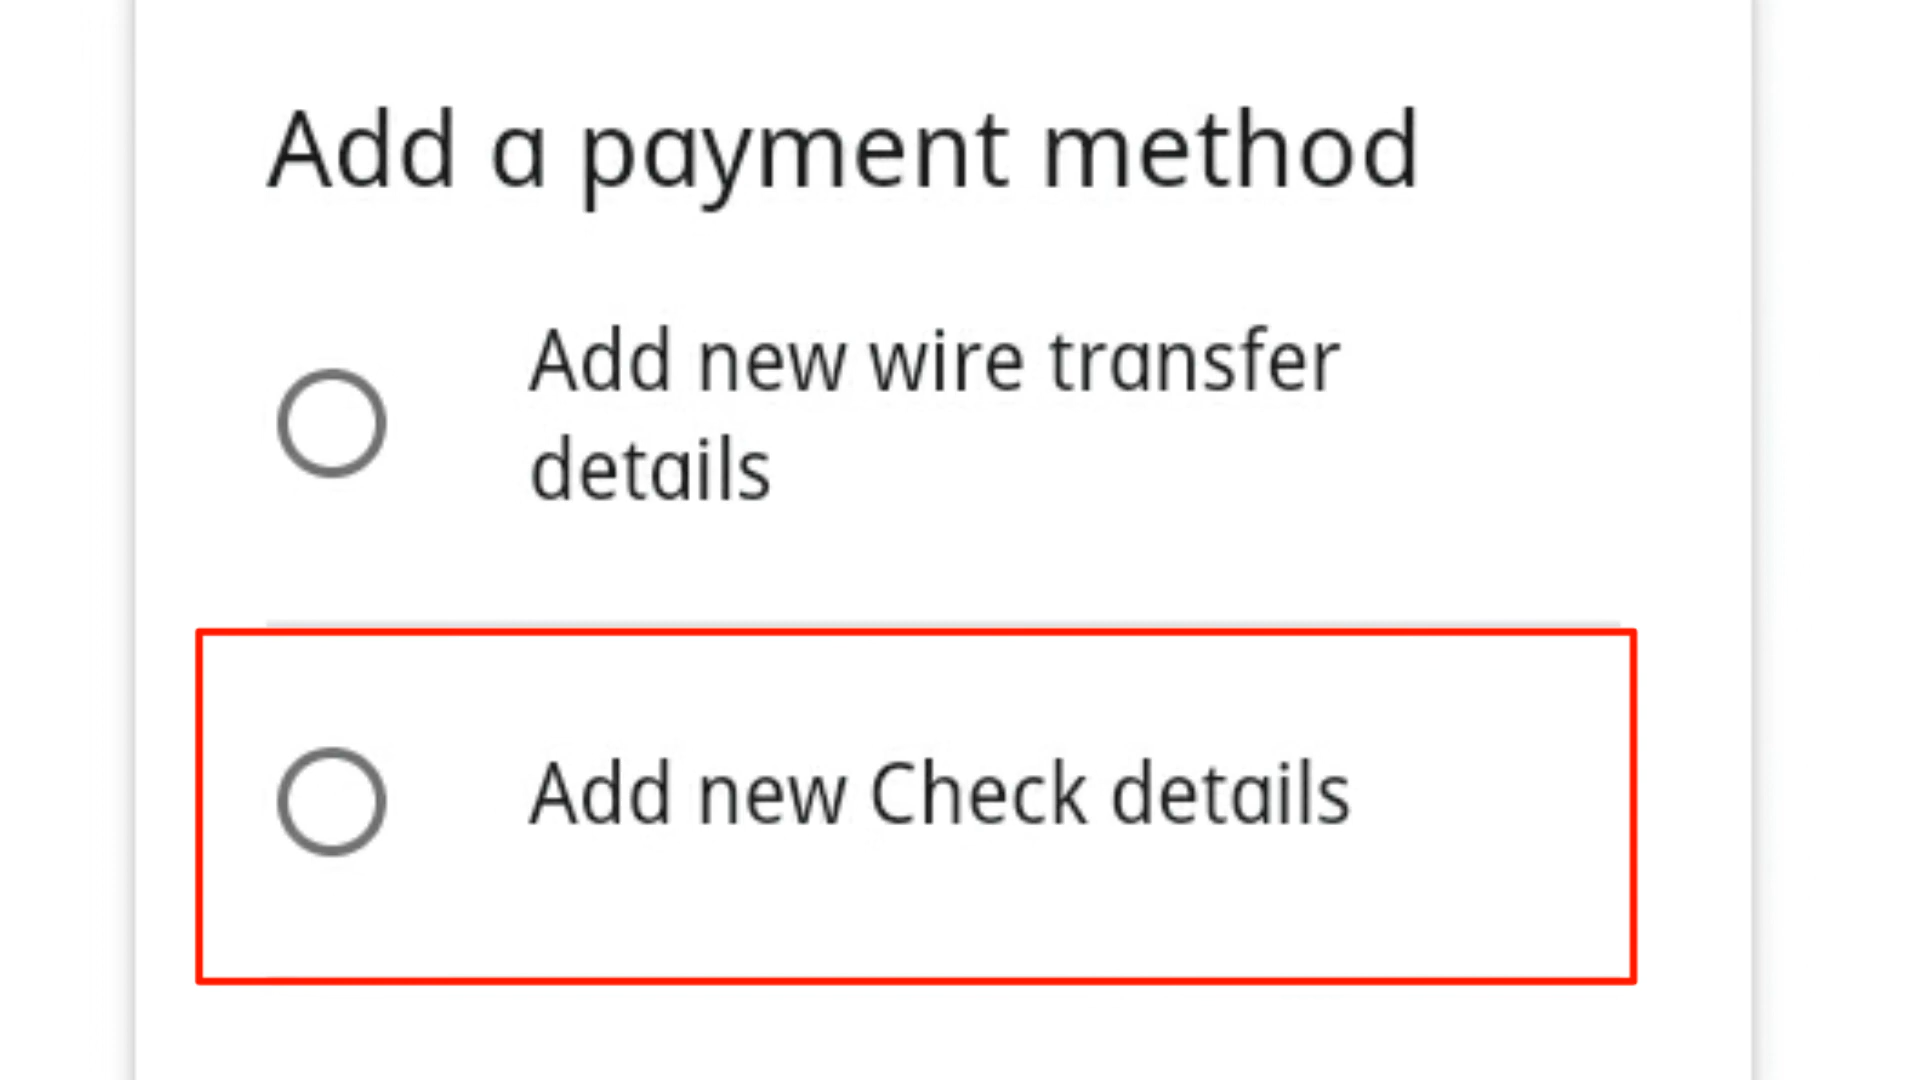 Add a payment method
Add new wire transfer
details
Add new Check details